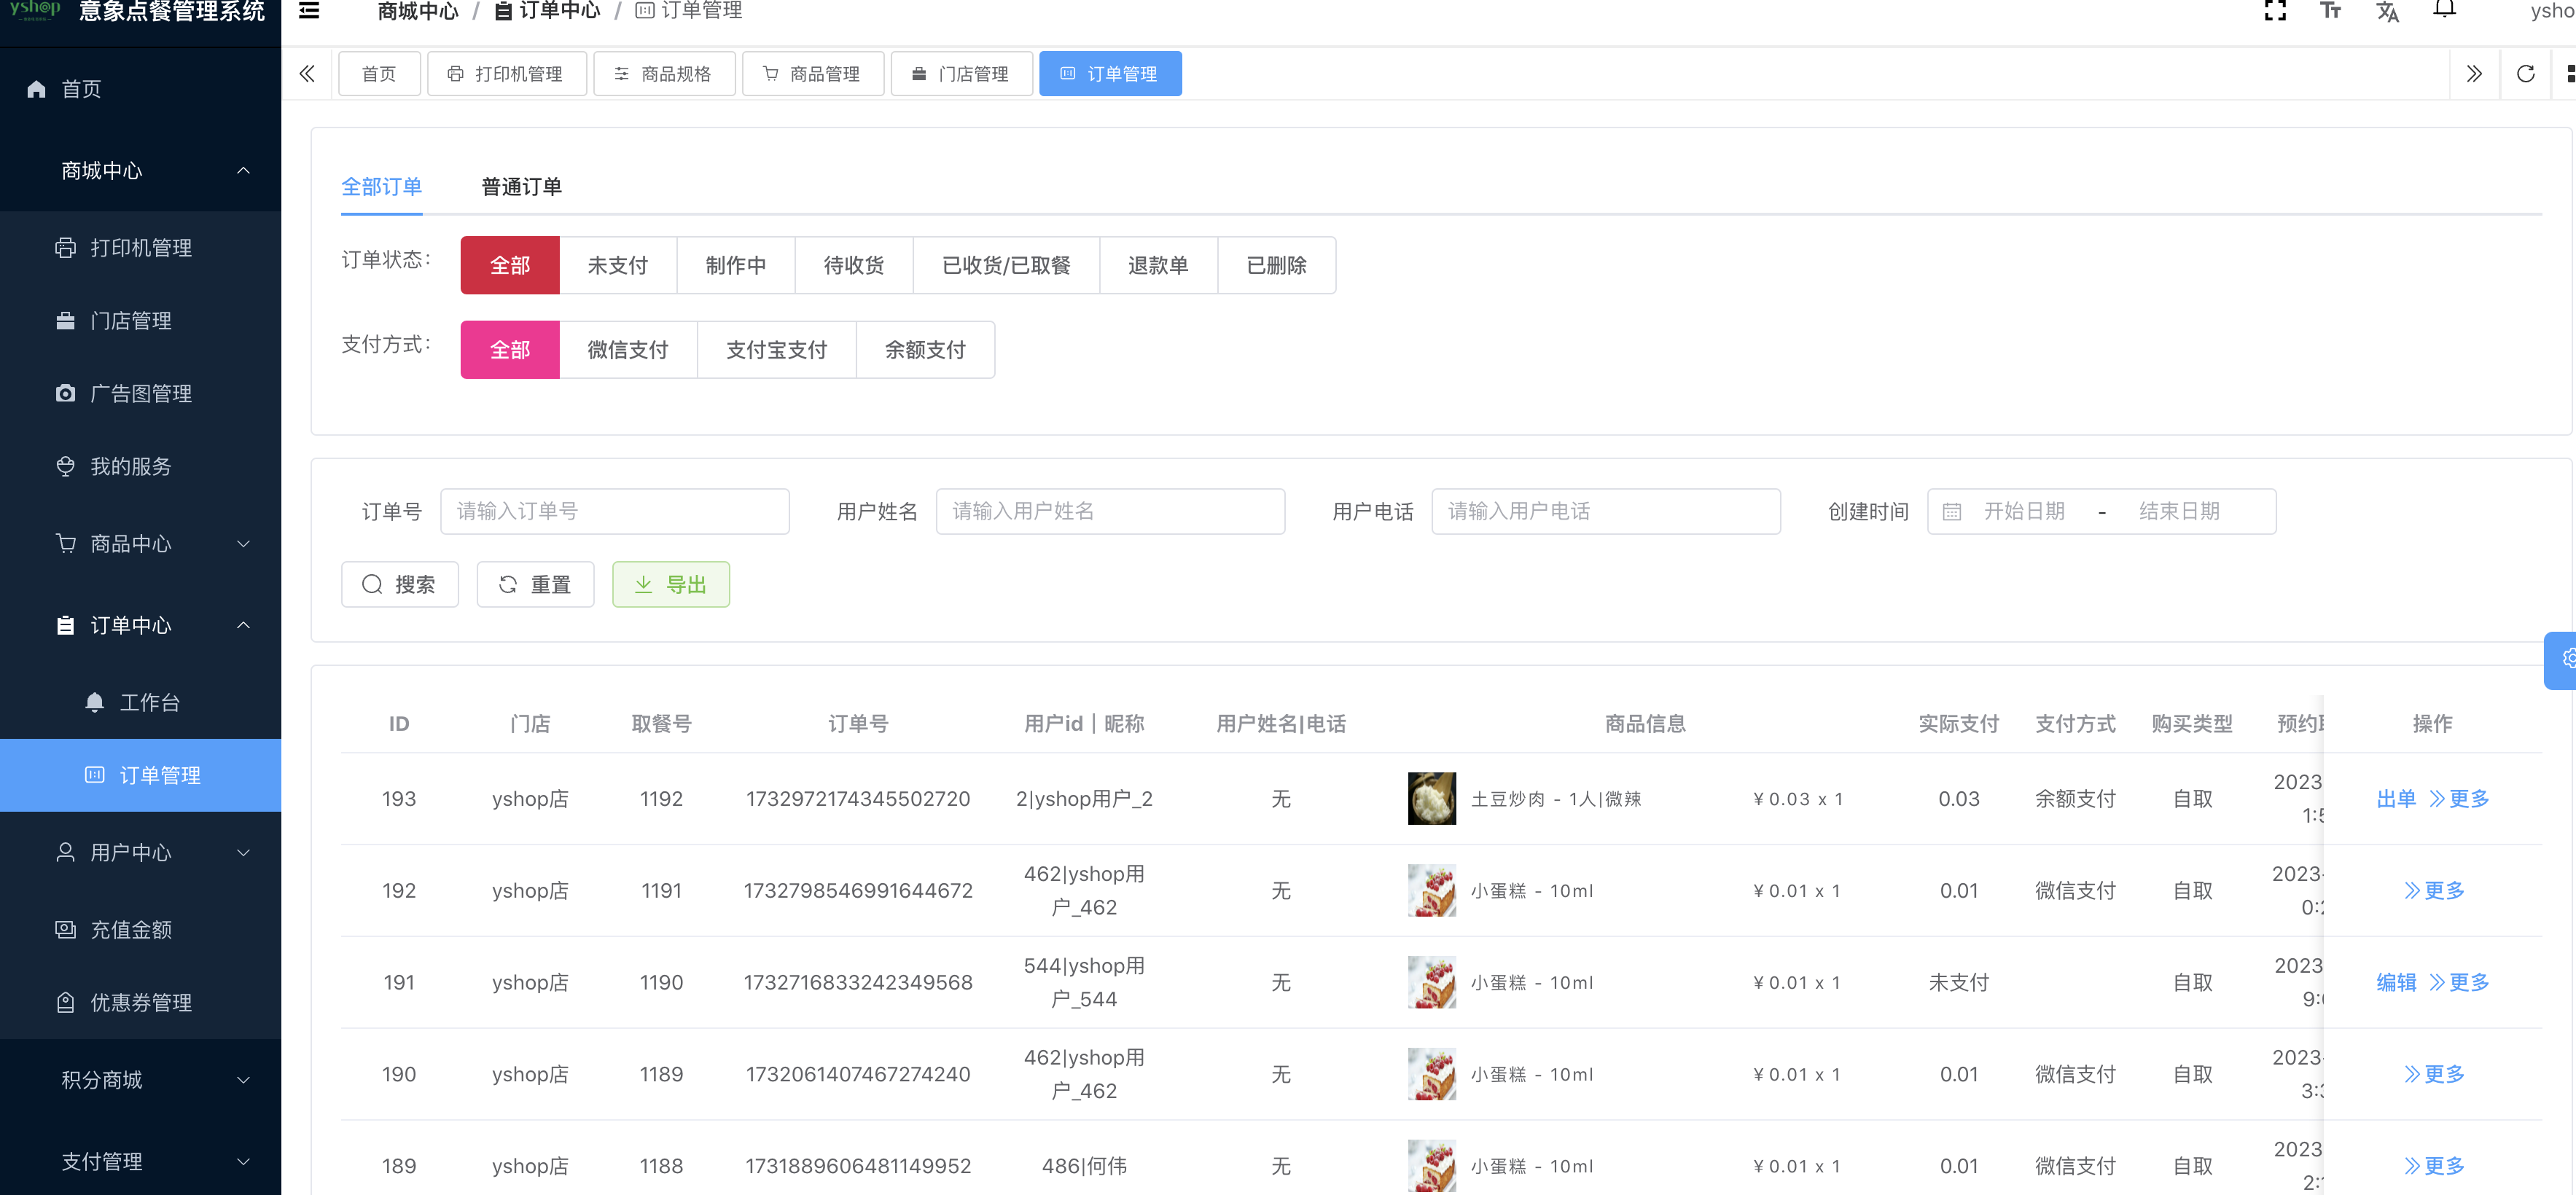 yshop 意象点餐管理系统
商城中心 / 订单中心 / 订单管理
ysho
首页 打印机管理 商品规格 商品管理 门店管理 订单管理
首页
商城中心
打印机管理
门店管理
广告图管理
我的服务
商品中心
订单中心
工作台
订单管理
用户中心
充值金额
优惠券管理
积分商城
支付管理
全部订单 普通订单
订单状态: 全部 未支付 制作中 待收货 已收货/已取餐 退款单 已删除
支付方式: 全部 微信支付 支付宝支付 余额支付
订单号 请输入订单号 用户姓名 请输入用户姓名 用户电话 请输入用户电话 创建时间 开始日期 - 结束日期
搜索 重置 导出
ID 门店 取餐号 订单号 用户id｜昵称 用户姓名|电话 商品信息 实际支付 支付方式 购买类型 预约 操作
193 yshop店 1192 1732972174345502720 2|yshop用户_2 无 土豆炒肉 - 1人|微辣 ￥0.03 x 1 0.03 余额支付 自取 2023 出单 更多
1:5
192 yshop店 1191 1732798546991644672 462|yshop用 无 小蛋糕 - 10ml ￥0.01 x 1 0.01 微信支付 自取 2023- 更多
户_462 0:
191 yshop店 1190 1732716833242349568 544|yshop用 无 小蛋糕 - 10ml ￥0.01 x 1 未支付 自取 2023 编辑 更多
户_544 9:
190 yshop店 1189 1732061407467274240 462|yshop用 无 小蛋糕 - 10ml ￥0.01 x 1 0.01 微信支付 自取 2023- 更多
户_462 3:
189 yshop店 1188 1731889606481149952 486|何伟 无 小蛋糕 - 10ml ￥0.01 x 1 0.01 微信支付 自取 2023 更多
2: